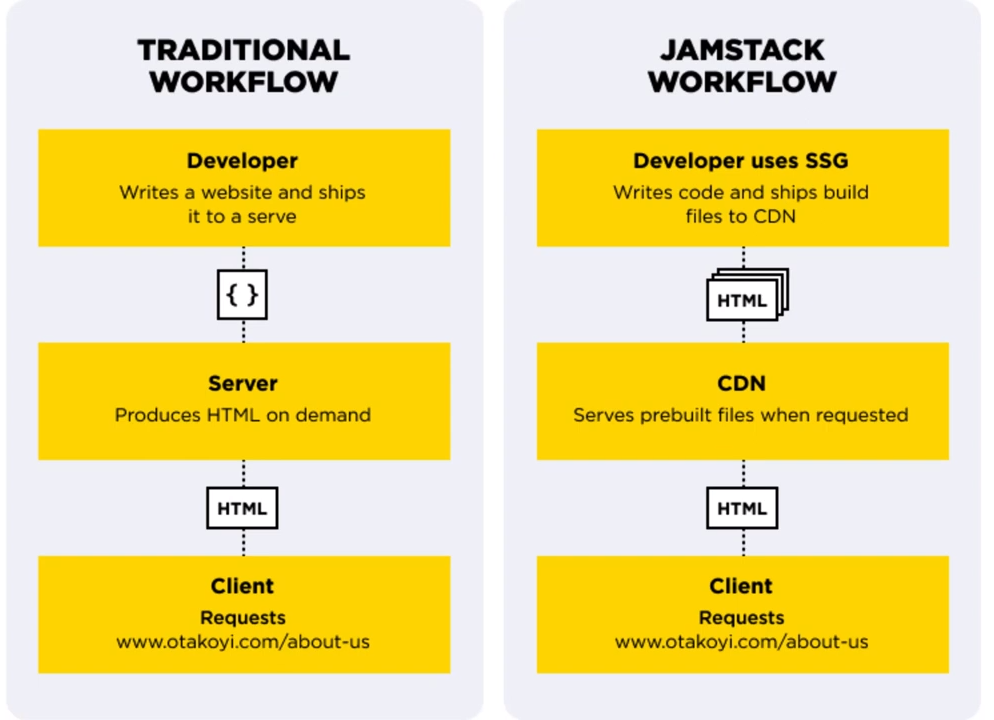 TRADITIONAL
WORKFLOW
Developer
Writes a website and ships
it to a serve
{ }
Server
Produces HTML on demand
HTML
Client
Requests
www.otakoyi.com/about-us
JAMSTACK
WORKFLOW
Developer uses SSG
Writes code and ships build
files to CDN
HTML
CDN
Serves prebuilt files when requested
HTML
Client
Requests
www.otakoyi.com/about-us